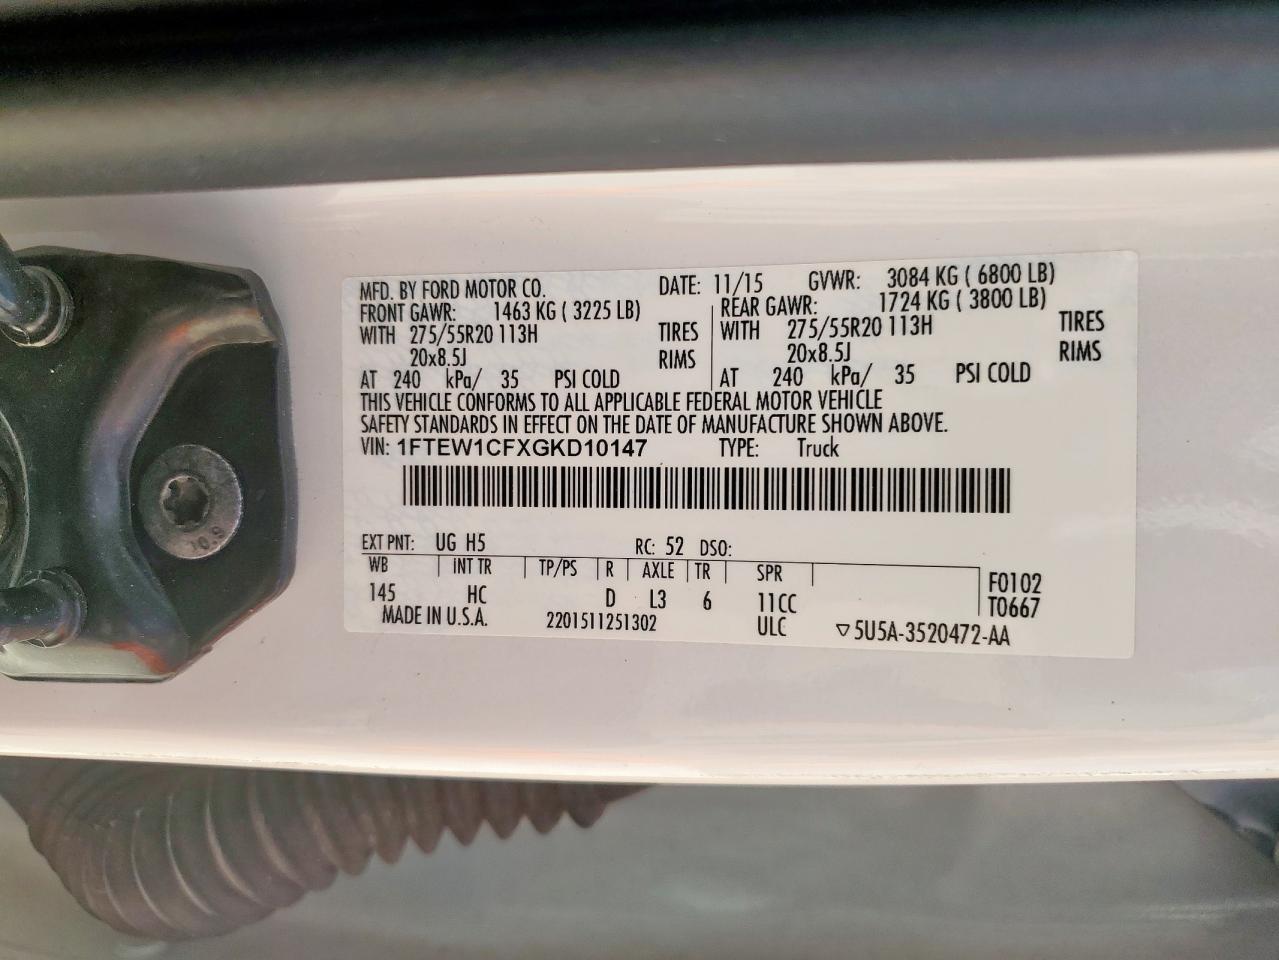 MFD. BY FORD MOTOR CO. DATE: 11/15 GVWR: 3084 KG ( 6800 LB)
FRONT GAWR: 1463 KG ( 3225 LB) REAR GAWR: 1724 KG ( 3800 LB)
WITH 275/55R20 113H TIRES WITH 275/55R20 113H TIRES
20x8.5J RIMS 20x8.5J RIMS
AT 240 kPa/ 35 PSI COLD AT 240 kPa/ 35 PSI COLD
THIS VEHICLE CONFORMS TO ALL APPLICABLE FEDERAL MOTOR VEHICLE
SAFETY STANDARDS IN EFFECT ON THE DATE OF MANUFACTURE SHOWN ABOVE.
VIN: 1FTEW1CFXGKD10147 TYPE: Truck
EXT PNT: UG H5 RC: 52 DSO:
WB INT TR TP/PS R AXLE TR SPR
145 HC D L3 6 11CC F0102
T0667
MADE IN U.S.A. 2201511251302 ULC ▽5U5A-3520472-AA
10.9